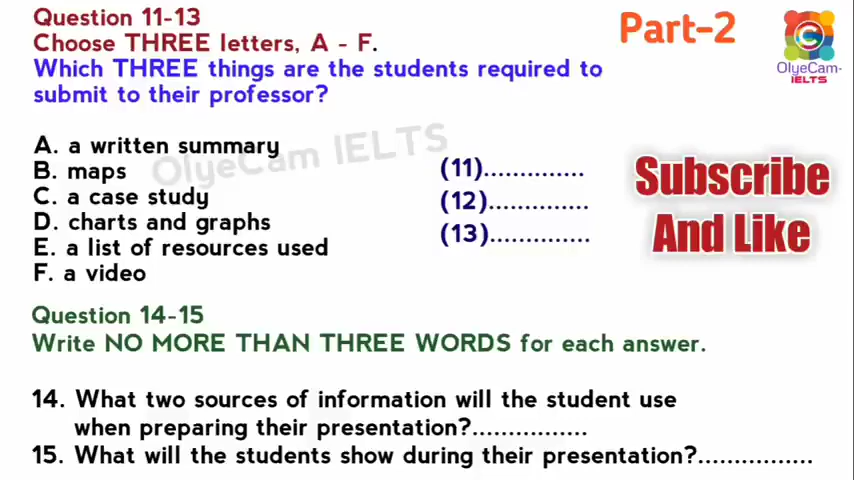 Question 11-13
Part-2
Choose THREE letters, A - F.
Which THREE things are the students required to
submit to their professor?
OlyeCam-
IELTS
A. a written summary
B. maps
C. a case study
D. charts and graphs
E. a list of resources used
F. a video
OlyeCam IELTS
(11)..............
(12)..............
(13)..............
Subscribe
And Like
Question 14-15
Write NO MORE THAN THREE WORDS for each answer.
14. What two sources of information will the student use
when preparing their presentation?................
15. What will the students show during their presentation?................